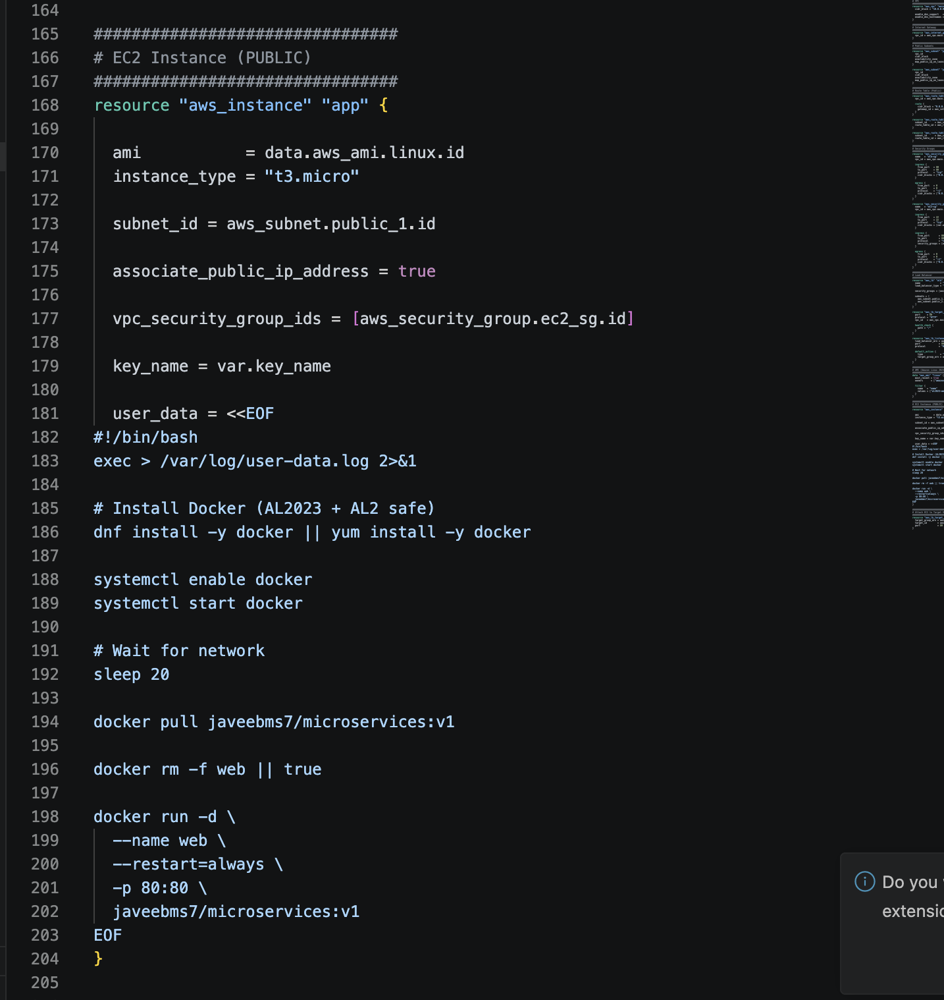 164
165 ################################
166 # EC2 Instance (PUBLIC)
167 ################################
168 resource "aws_instance" "app" {
169
170   ami           = data.aws_ami.linux.id
171   instance_type = "t3.micro"
172
173   subnet_id = aws_subnet.public_1.id
174
175   associate_public_ip_address = true
176
177   vpc_security_group_ids = [aws_security_group.ec2_sg.id]
178
179   key_name = var.key_name
180
181   user_data = <<EOF
182 #!/bin/bash
183 exec > /var/log/user-data.log 2>&1
184
185 # Install Docker (AL2023 + AL2 safe)
186 dnf install -y docker || yum install -y docker
187
188 systemctl enable docker
189 systemctl start docker
190
191 # Wait for network
192 sleep 20
193
194 docker pull javeebms7/microservices:v1
195
196 docker rm -f web || true
197
198 docker run -d \
199   --name web \
200   --restart=always \
201   -p 80:80 \
202   javeebms7/microservices:v1
203 EOF
204 }
205
Do you
extensio